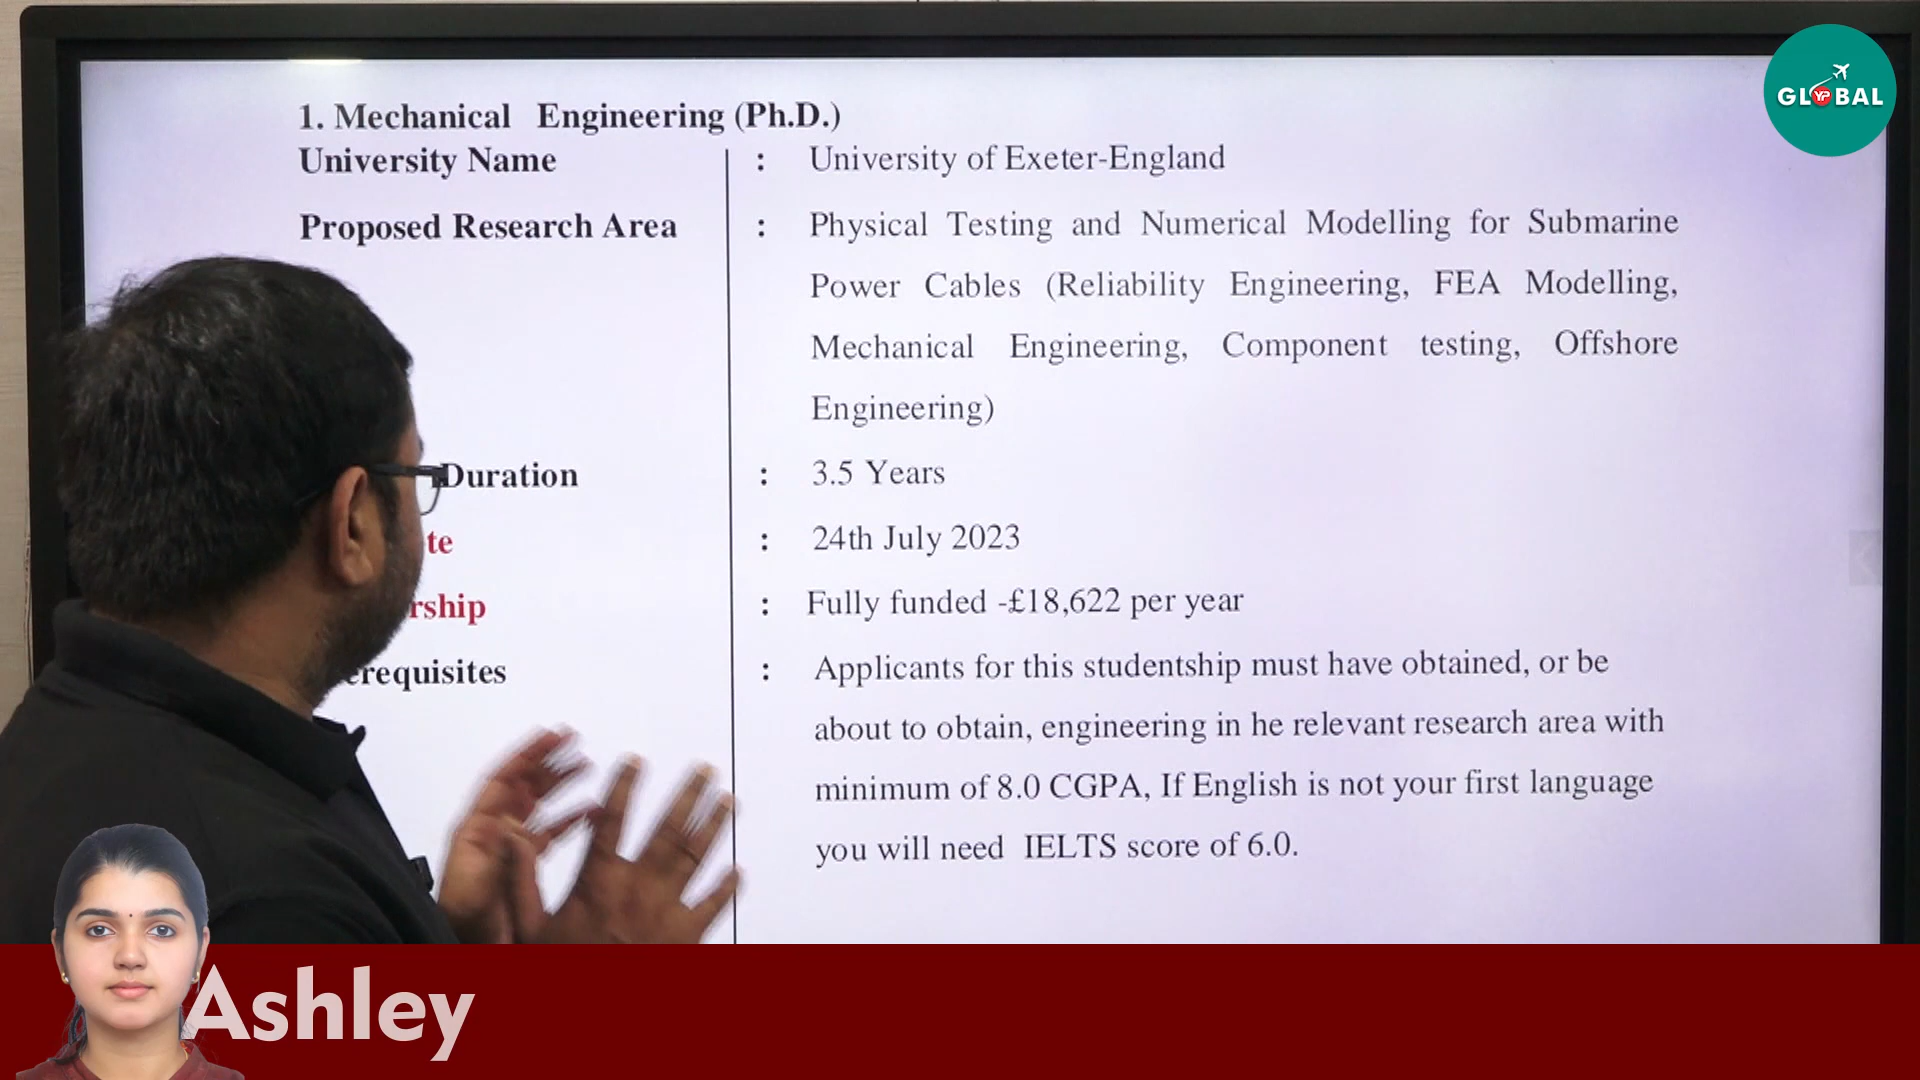 GLOBAL
YP
1. Mechanical Engineering (Ph.D.)
University Name : University of Exeter-England
Proposed Research Area : Physical Testing and Numerical Modelling for Submarine
Power Cables (Reliability Engineering, FEA Modelling,
Mechanical Engineering, Component testing, Offshore
Engineering)
Duration : 3.5 Years
te : 24th July 2023
rship : Fully funded -£18,622 per year
erequisites : Applicants for this studentship must have obtained, or be
about to obtain, engineering in he relevant research area with
minimum of 8.0 CGPA, If English is not your first language
you will need IELTS score of 6.0.
Ashley